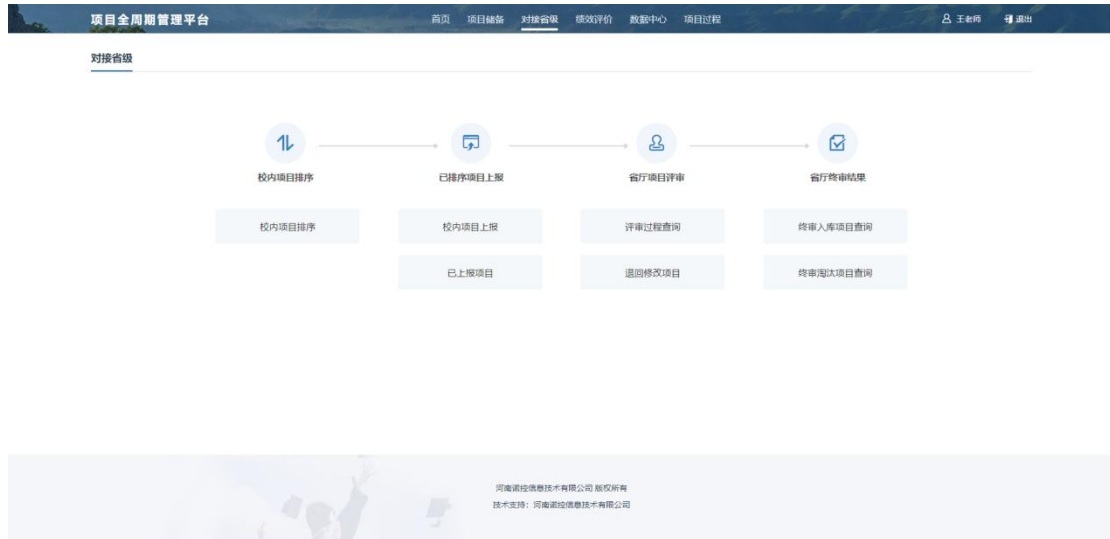 项目全周期管理平台
首页 项目储备 对接省级 绩效评价 数据中心 项目过程
王老师 退出
对接省级
校内项目排序 已排序项目上报 省厅项目评审 省厅终审结果
校内项目排序 校内项目上报 评审过程查询 终审入库项目查询
已上报项目 退回修改项目 终审淘汰项目查询
河南诺控信息技术有限公司 版权所有
技术支持：河南诺控信息技术有限公司